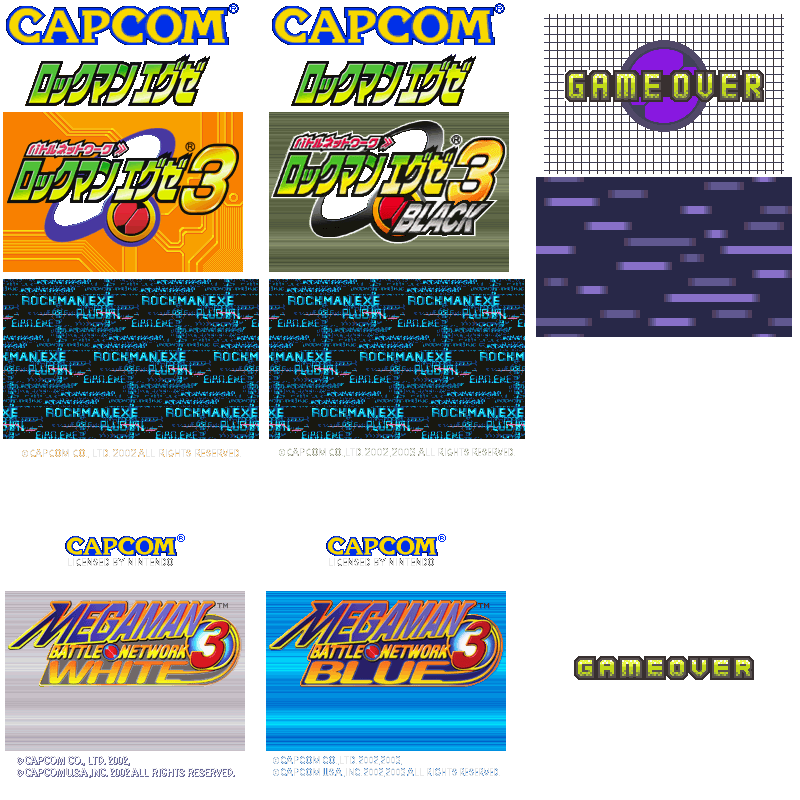 CAPCOM®
ロックマン エグゼ
バトルネットワーク
ロックマン エグゼ3®
ROCKMAN.EXE ROCKMAN.EXE
PLUGIN
ROCKMAN.EXE ROCKMAN.EXE
PLUGIN
ROCKMAN.EXE ROCKMAN.EXE
© CAPCOM CO., LTD. 2002 ALL RIGHTS RESERVED.
CAPCOM®
ロックマン エグゼ
バトルネットワーク
ロックマン エグゼ3®
BLACK
ROCKMAN.EXE ROCKMAN.EXE
PLUGIN
ROCKMAN.EXE ROCKMAN.EXE
PLUGIN
ROCKMAN.EXE ROCKMAN.EXE
© CAPCOM CO., LTD. 2002,2003 ALL RIGHTS RESERVED.
GAME OVER
CAPCOM®
LICENSED BY NINTENDO
MEGAMAN™
BATTLE NETWORK 3
WHITE
© CAPCOM CO., LTD. 2002,
© CAPCOM U.S.A., INC. 2002 ALL RIGHTS RESERVED.
CAPCOM®
LICENSED BY NINTENDO
MEGAMAN™
BATTLE NETWORK 3
BLUE
© CAPCOM CO., LTD. 2002,2003,
© CAPCOM U.S.A., INC. 2002,2003 ALL RIGHTS RESERVED.
GAME OVER